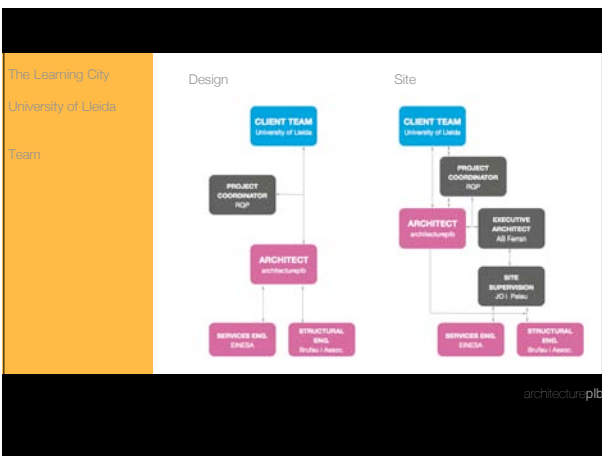 The Learning City
University of Lleida
Team
Design
CLIENT TEAM
University of Lleida
PROJECT
COORDINATOR
RQP
ARCHITECT
architectureplb
SERVICES ENG.
EINESA
STRUCTURAL
ENG.
Brufau i Assoc.
Site
CLIENT TEAM
University of Lleida
PROJECT
COORDINATOR
RQP
ARCHITECT
architectureplb
EXECUTIVE
ARCHITECT
AB Ferran
SITE
SUPERVISION
JO i Palau
SERVICES ENG.
EINESA
STRUCTURAL
ENG.
Brufau i Assoc.
architectureplb